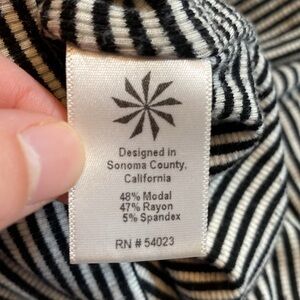 Designed in
Sonoma County,
California
48% Modal
47% Rayon
5% Spandex
RN # 54023